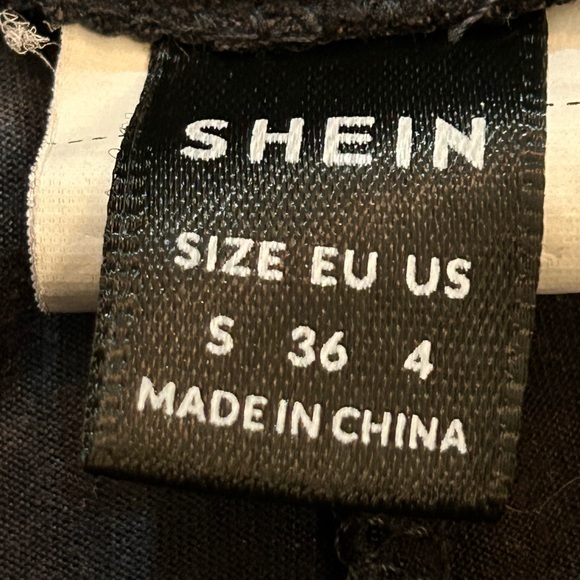 SHEIN
SIZE EU US
S 36 4
MADE IN CHINA